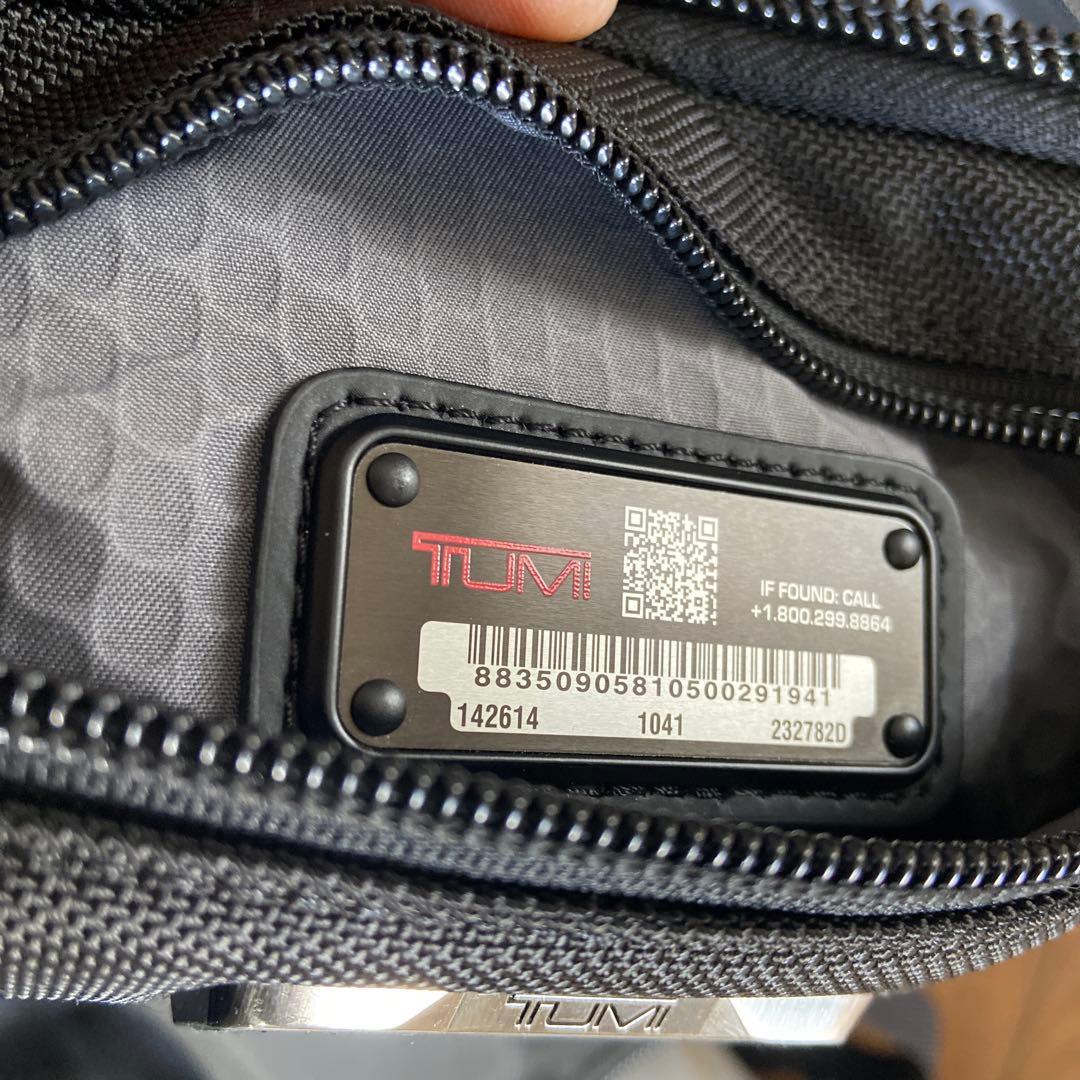 TUMI
IF FOUND: CALL
+1.800.299.8864
88350905810500291941
142614 1041 232782D
TUMI